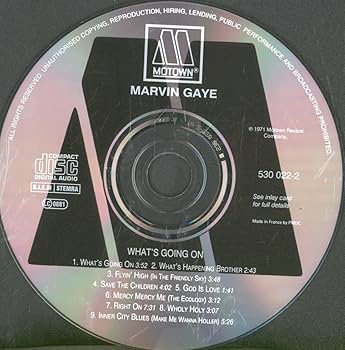 ALL RIGHTS RESERVED. UNAUTHORISED COPYING, REPRODUCTION, HIRING, LENDING, PUBLIC PERFORMANCE AND BROADCASTING PROHIBITED.
MOTOWN®
MARVIN GAYE
℗ 1971 Motown Record
Company.
COMPACT
disc
DIGITAL AUDIO
530 022-2
B.I.E.M STEMRA
See inlay card
for full details
LC 0881
Made in France by PMDC
WHAT'S GOING ON
1. WHAT'S GOING ON 3:52 2. WHAT'S HAPPENING BROTHER 2:43
3. FLYIN' HIGH (IN THE FRIENDLY SKY) 3:48
4. SAVE THE CHILDREN 4:02 5. GOD IS LOVE 1:41
6. MERCY MERCY ME (THE ECOLOGY) 3:12
7. RIGHT ON 7:31 8. WHOLY HOLY 3:07
9. INNER CITY BLUES (MAKE ME WANNA HOLLER) 5:26